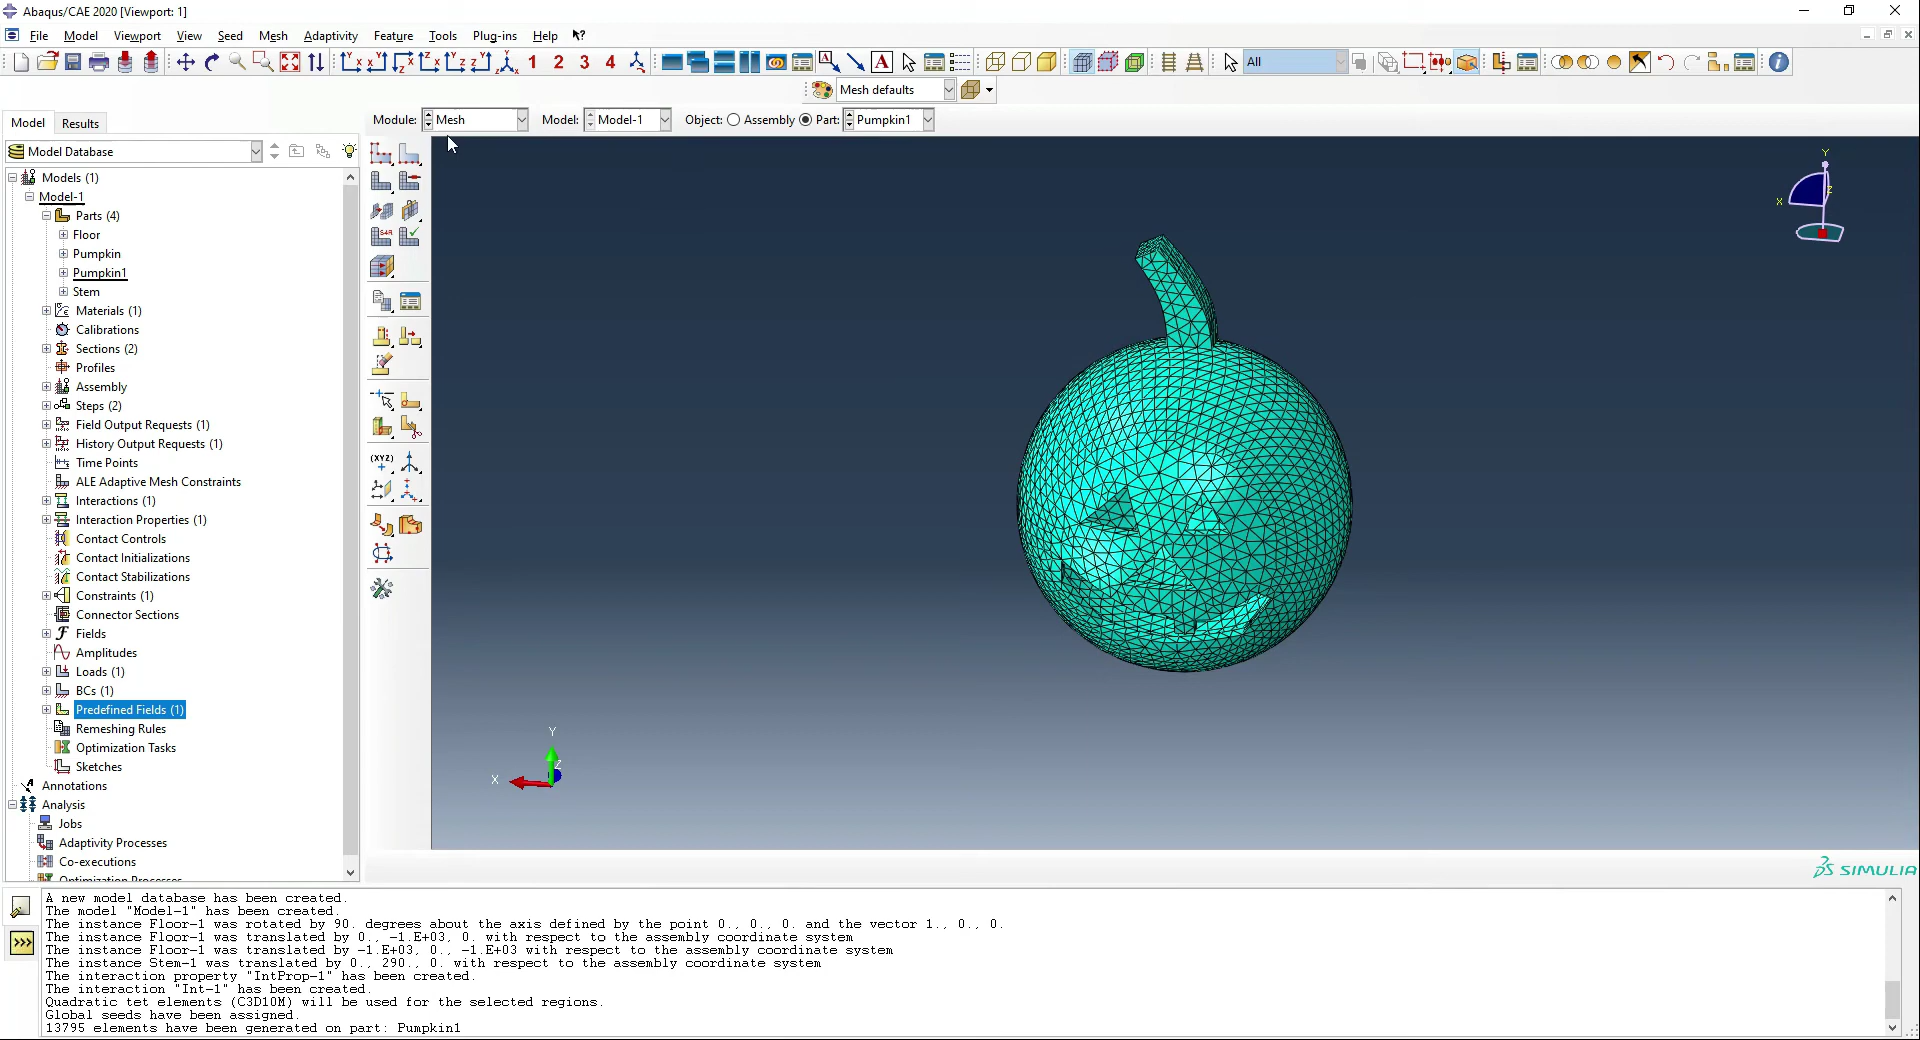 Abaqus/CAE 2020 [Viewport: 1]
File Model Viewport View Seed Mesh Adaptivity Feature Tools Plug-ins Help
1 2 3 4 All
Mesh defaults
Model Results
Module: Mesh Model: Model-1 Object: Assembly Part: Pumpkin1
Model Database
Models (1)
Model-1
Parts (4)
Floor
Pumpkin
Pumpkin1
Stem
Materials (1)
Calibrations
Sections (2)
Profiles
Assembly
Steps (2)
Field Output Requests (1)
History Output Requests (1)
Time Points
ALE Adaptive Mesh Constraints
Interactions (1)
Interaction Properties (1)
Contact Controls
Contact Initializations
Contact Stabilizations
Constraints (1)
Connector Sections
Fields
Amplitudes
Loads (1)
BCs (1)
Predefined Fields (1)
Remeshing Rules
Optimization Tasks
Sketches
Annotations
Analysis
Jobs
Adaptivity Processes
Co-executions
Optimization Processes
(XYZ)
Y
X
Z
Y
X
Z
SIMULIA
A new model database has been created.
The model "Model-1" has been created.
The instance Floor-1 was rotated by 90. degrees about the axis defined by the point 0., 0., 0. and the vector 1., 0., 0.
The instance Floor-1 was translated by 0., -1.E+03, 0. with respect to the assembly coordinate system
The instance Floor-1 was translated by -1.E+03, 0., -1.E+03 with respect to the assembly coordinate system
The instance Stem-1 was translated by 0., 290., 0. with respect to the assembly coordinate system
The interaction property "IntProp-1" has been created.
The interaction "Int-1" has been created.
Quadratic tet elements (C3D10M) will be used for the selected regions.
Global seeds have been assigned.
13795 elements have been generated on part: Pumpkin1